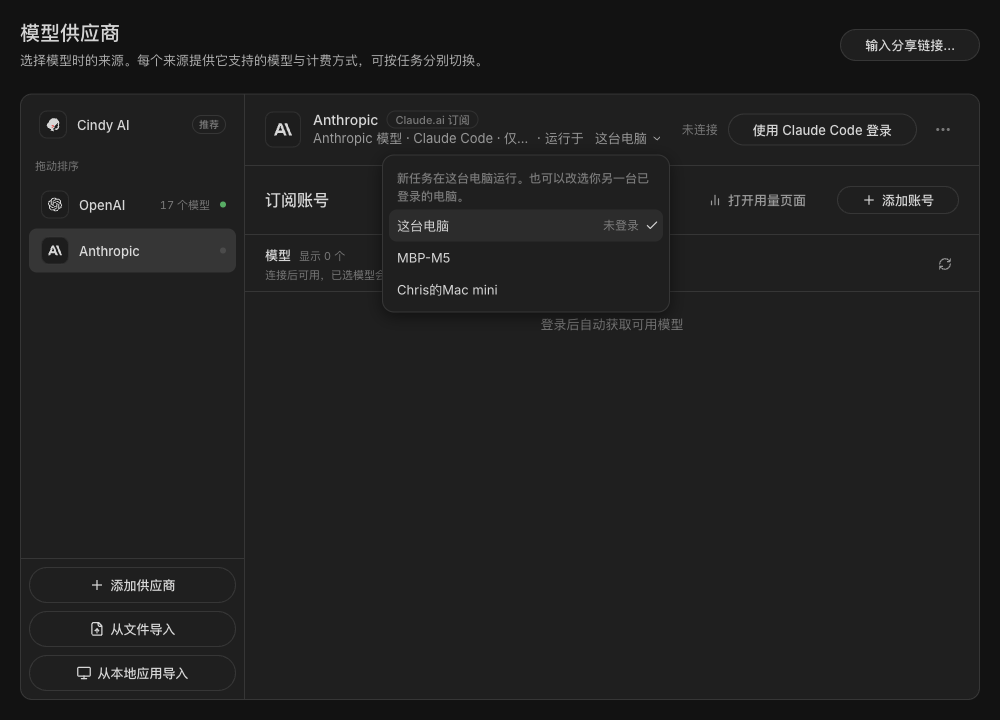 模型供应商
选择模型时的来源。每个来源提供它支持的模型与计费方式，可按任务分别切换。
输入分享链接...
Cindy AI
推荐
拖动排序
OpenAI
17 个模型
Anthropic
添加供应商
从文件导入
从本地应用导入
Anthropic
Claude.ai 订阅
Anthropic 模型 · Claude Code · 仅... · 运行于 这台电脑
未连接
使用 Claude Code 登录
新任务在这台电脑运行。也可以改选你另一台已
登录的电脑。
这台电脑
未登录
MBP-M5
Chris的Mac mini
订阅账号
打开用量页面
添加账号
模型 显示 0 个
连接后可用，已选模型会
登录后自动获取可用模型